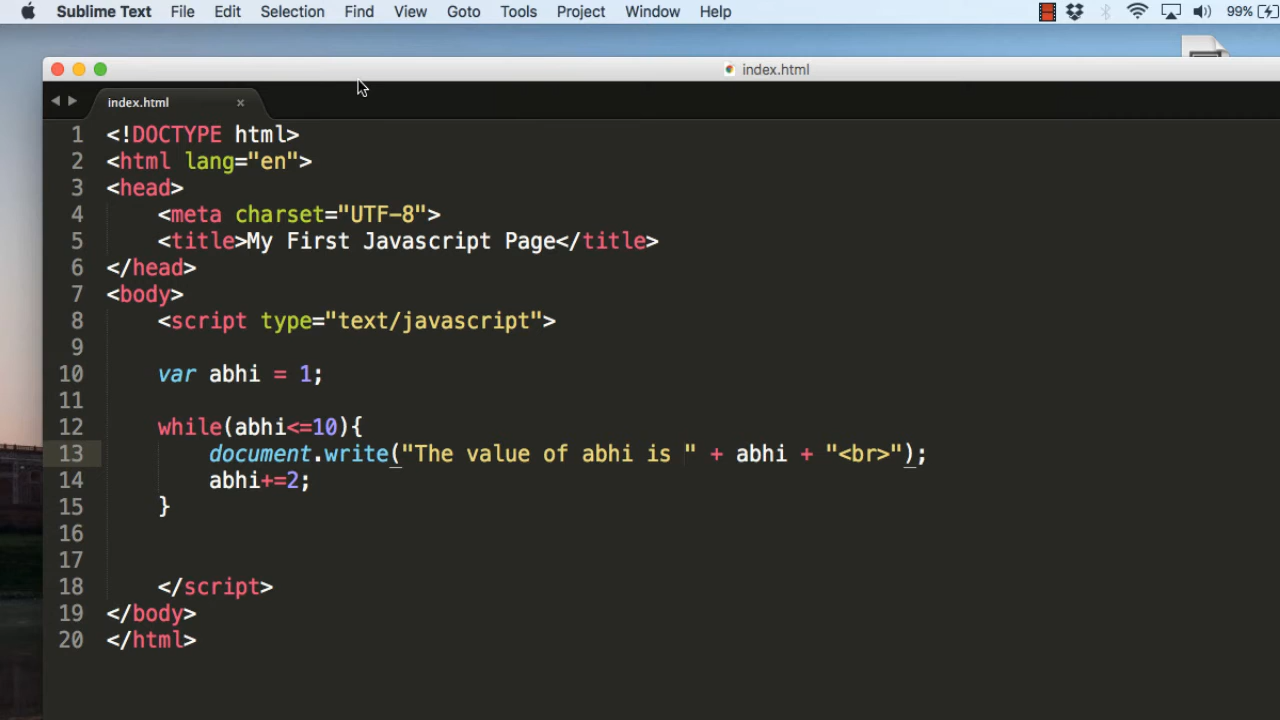 Sublime Text File Edit Selection Find View Goto Tools Project Window Help 99%
index.html
index.html ×
1 <!DOCTYPE html>
2 <html lang="en">
3 <head>
4 <meta charset="UTF-8">
5 <title>My First Javascript Page</title>
6 </head>
7 <body>
8 <script type="text/javascript">
9
10 var abhi = 1;
11
12 while(abhi<=10){
13 document.write("The value of abhi is " + abhi + "<br>");
14 abhi+=2;
15 }
16
17
18 </script>
19 </body>
20 </html>